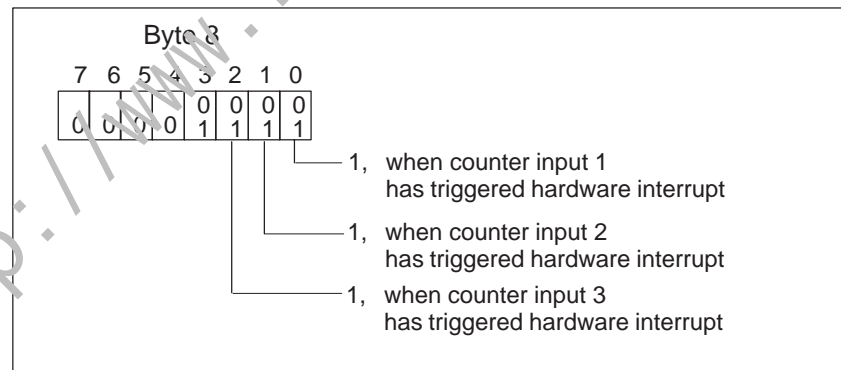 Byte 8
7 6 5 4 3 2 1 0
0 0 0 0
0 0 0 0 1 1 1 1
1, when counter input 1
has triggered hardware interrupt
1, when counter input 2
has triggered hardware interrupt
1, when counter input 3
has triggered hardware interrupt
p://www.